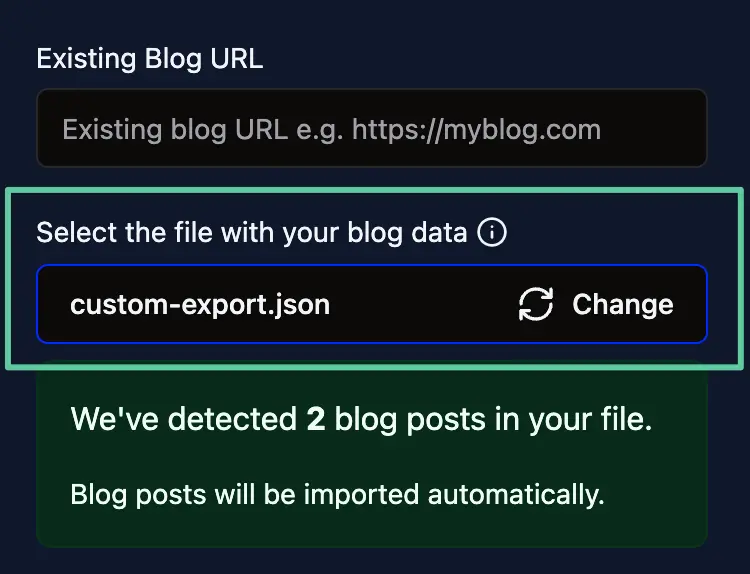 Existing Blog URL
Existing blog URL e.g. https://myblog.com
Select the file with your blog data
custom-export.json
Change
We've detected 2 blog posts in your file.
Blog posts will be imported automatically.